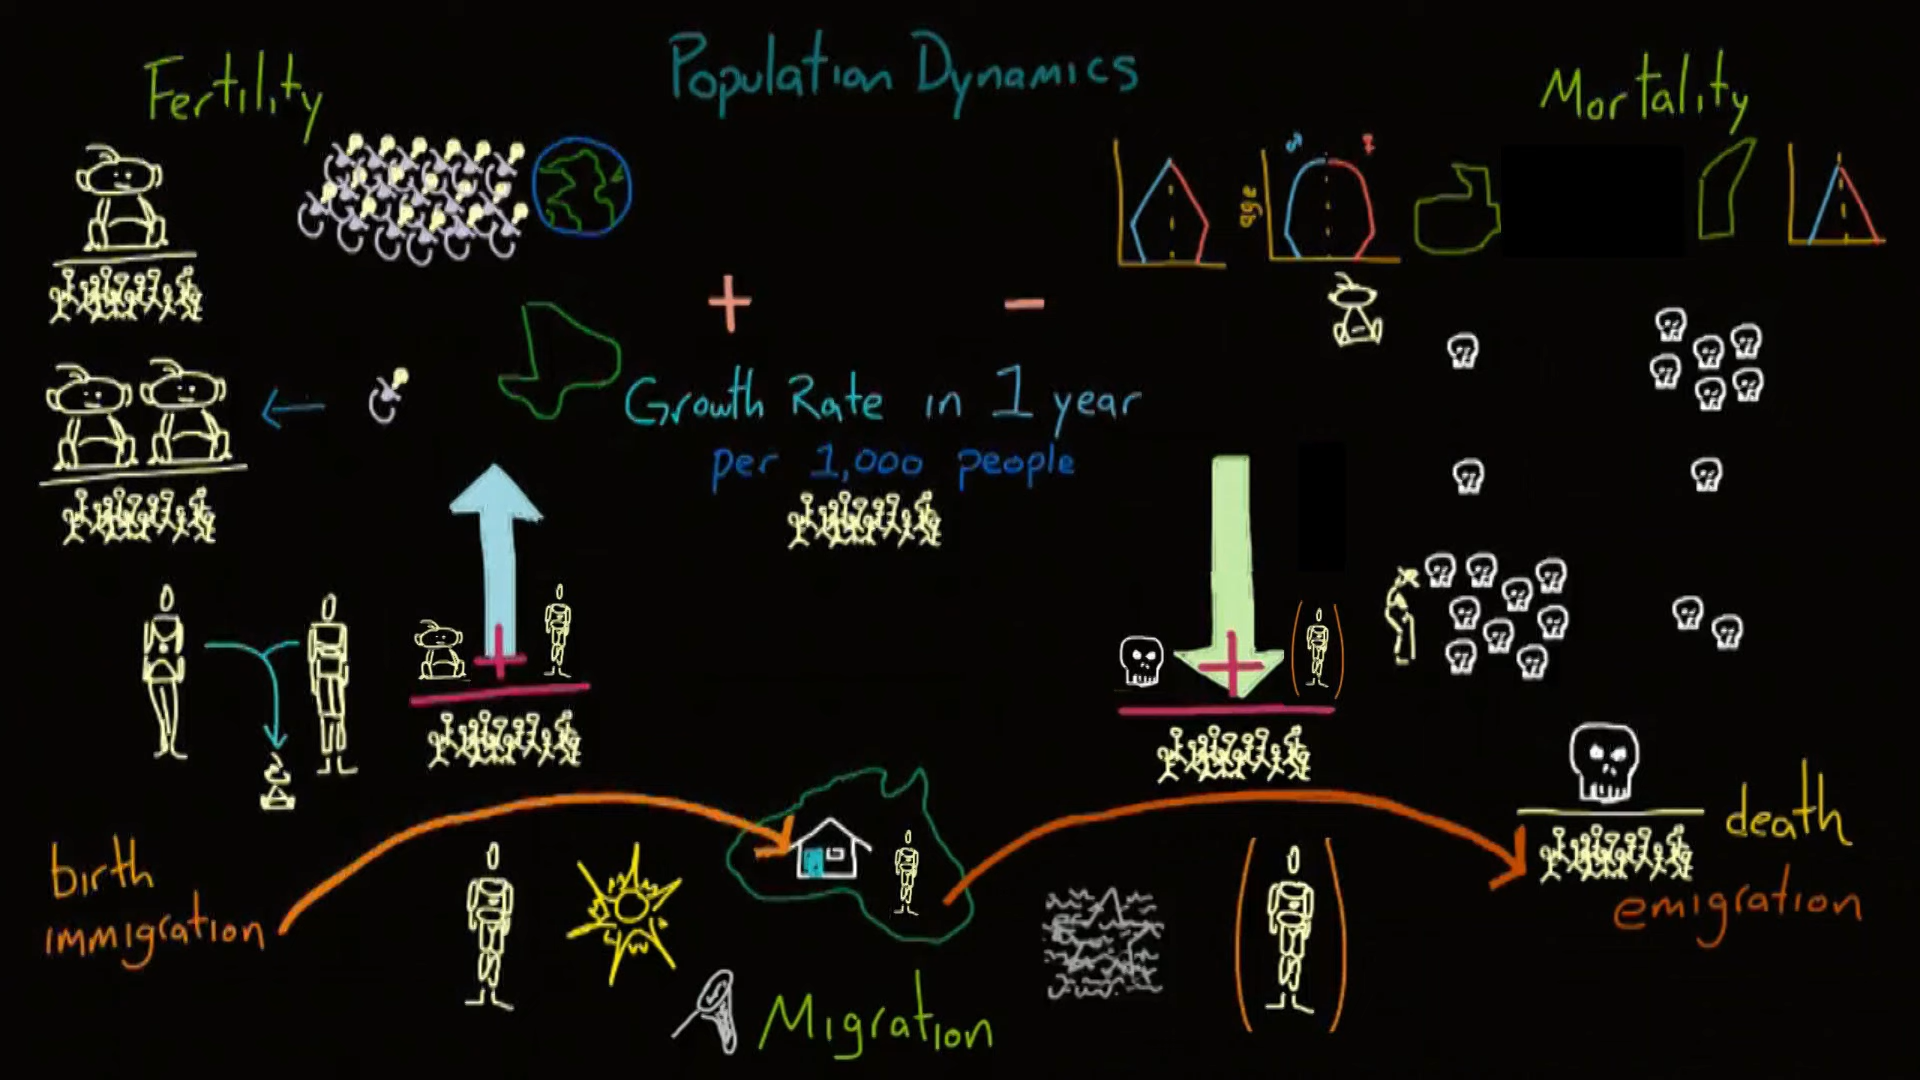 Population Dynamics
Fertility
Mortality
age
+
−
Growth Rate in 1 year
per 1,000 people
+
+
birth
immigration
death
emigration
Migration